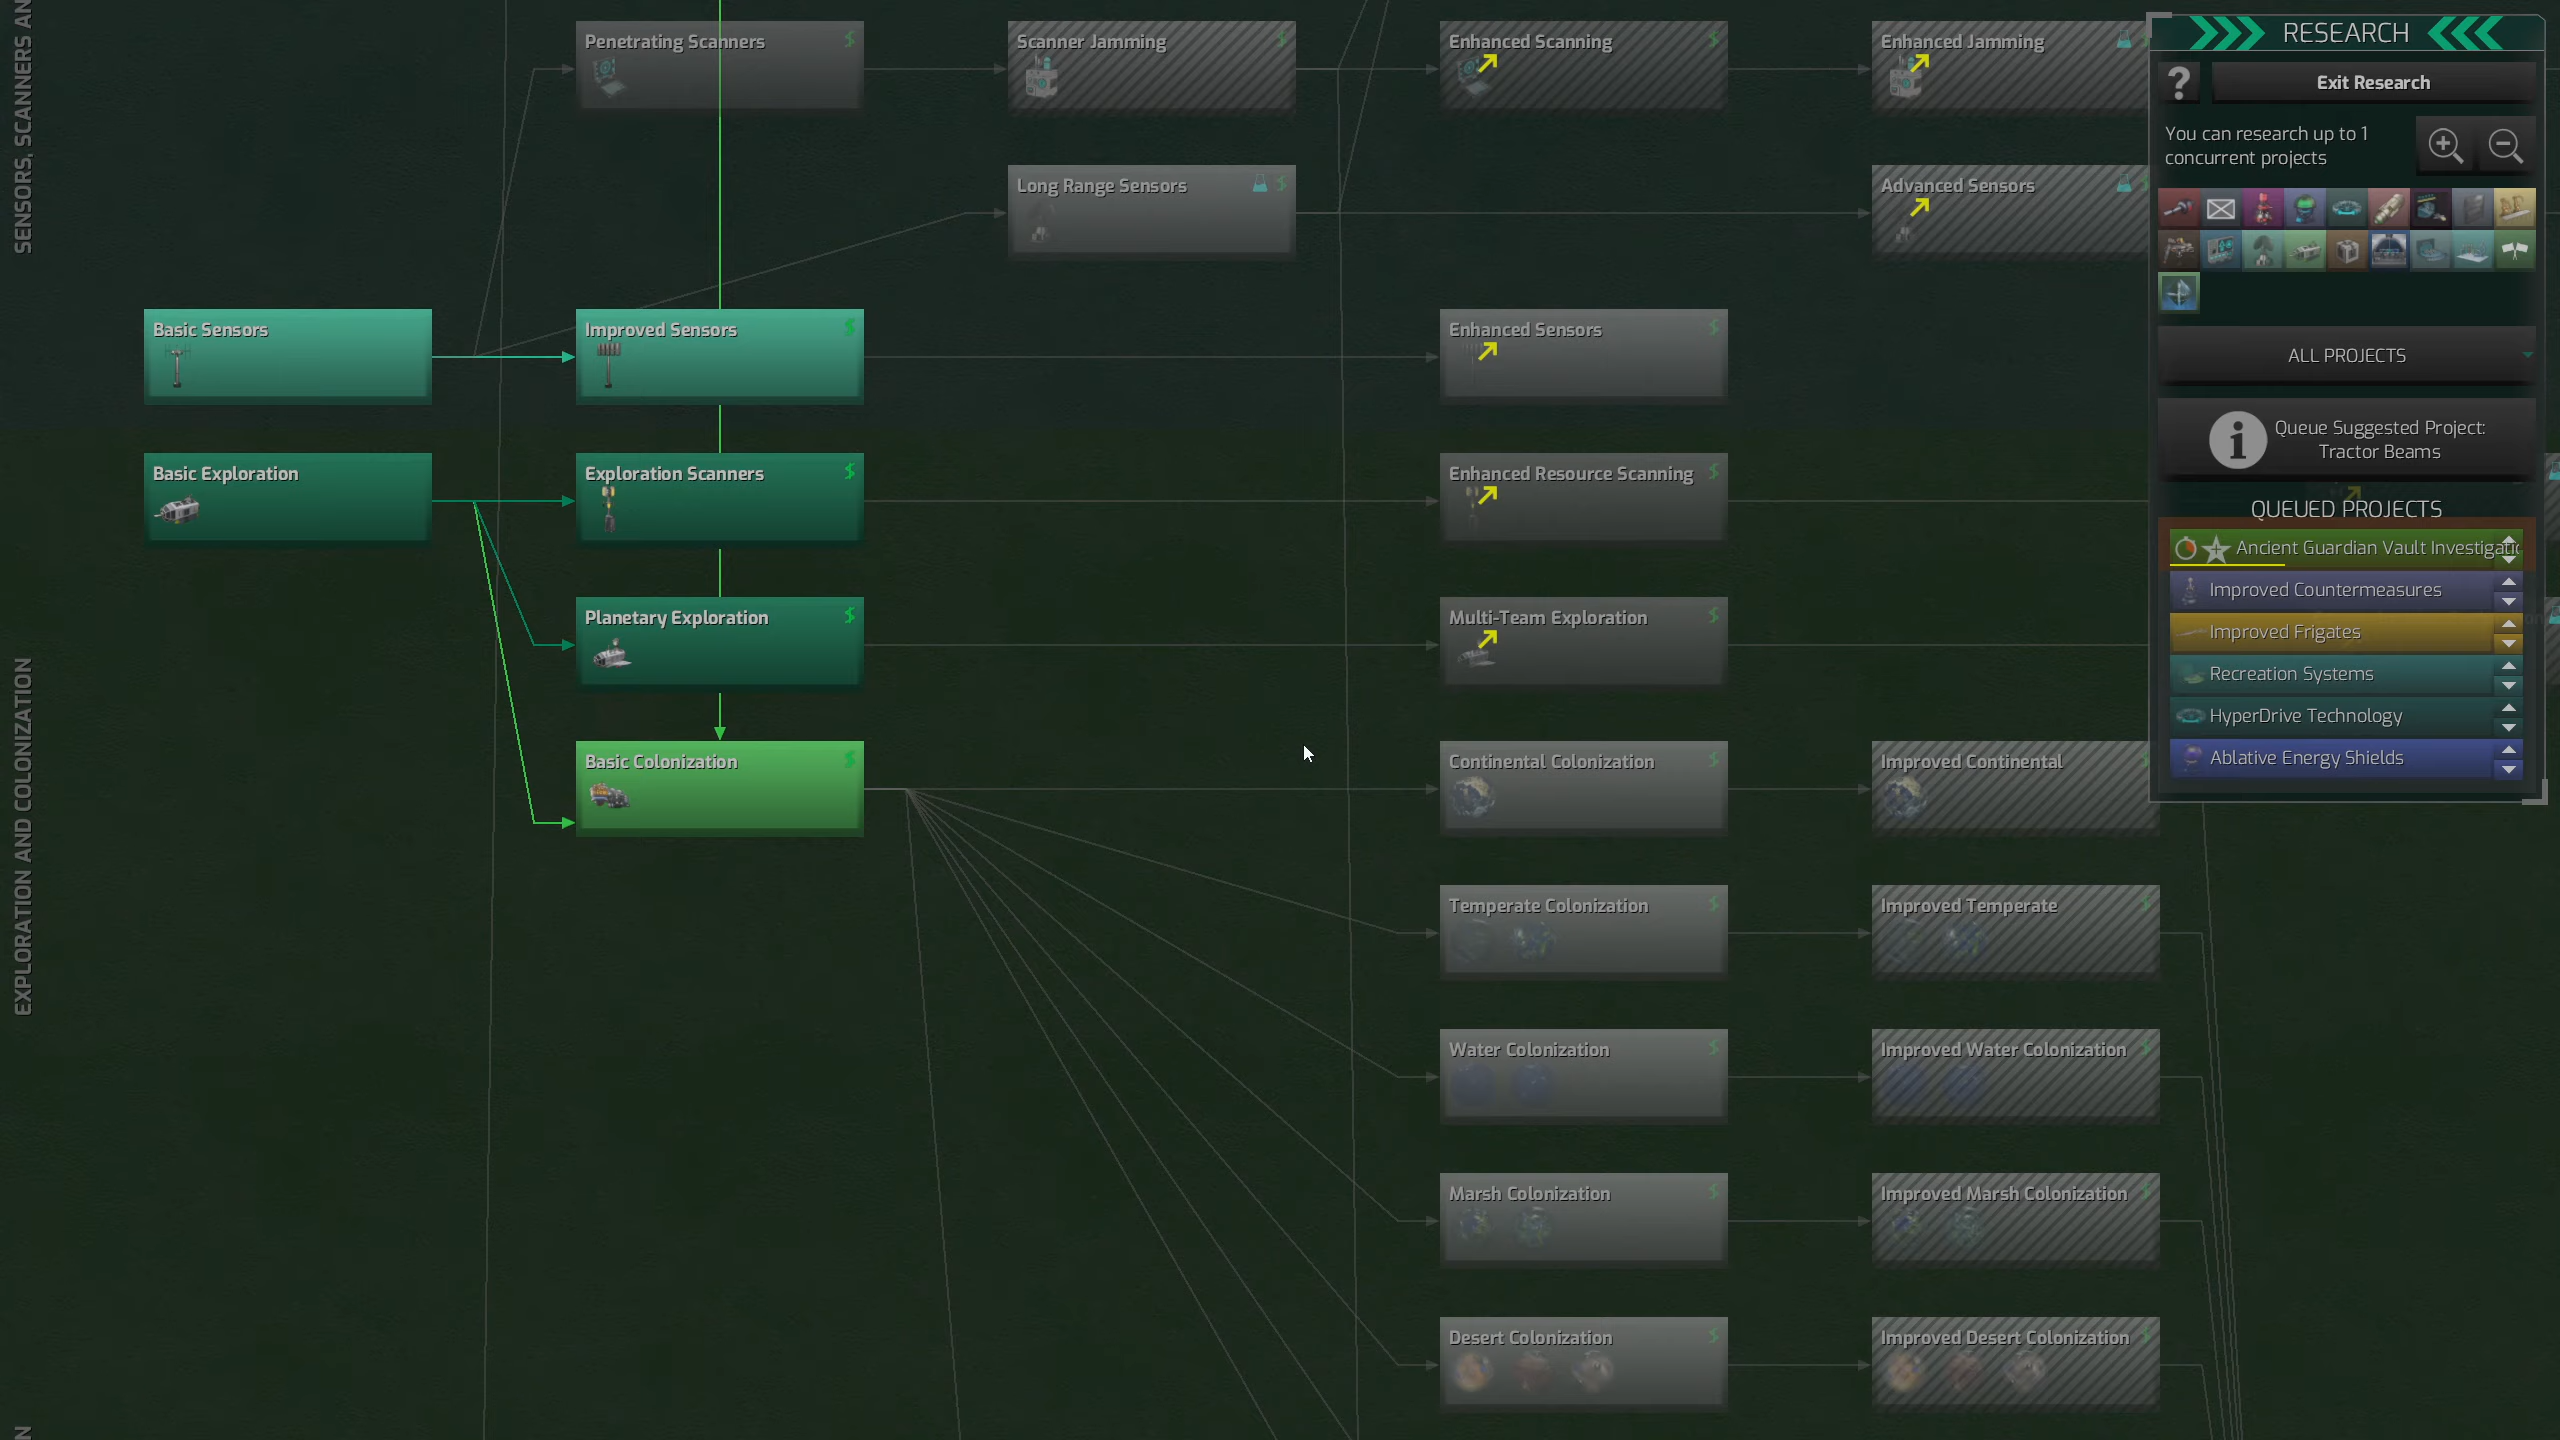 SENSORS, SCANNERS AN
Penetrating Scanners
Scanner Jamming
Enhanced Scanning
Enhanced Jamming
Long Range Sensors
Advanced Sensors
Basic Sensors
Improved Sensors
Enhanced Sensors
EXPLORATION AND COLONIZATION
Basic Exploration
Exploration Scanners
Enhanced Resource Scanning
Planetary Exploration
Multi-Team Exploration
Basic Colonization
Continental Colonization
Improved Continental
Temperate Colonization
Improved Temperate
Water Colonization
Improved Water Colonization
Marsh Colonization
Improved Marsh Colonization
Desert Colonization
Improved Desert Colonization
N
RESEARCH
?
Exit Research
You can research up to 1
concurrent projects
ALL PROJECTS
Queue Suggested Project:
Tractor Beams
QUEUED PROJECTS
Ancient Guardian Vault Investigatio
Improved Countermeasures
Improved Frigates
Recreation Systems
HyperDrive Technology
Ablative Energy Shields